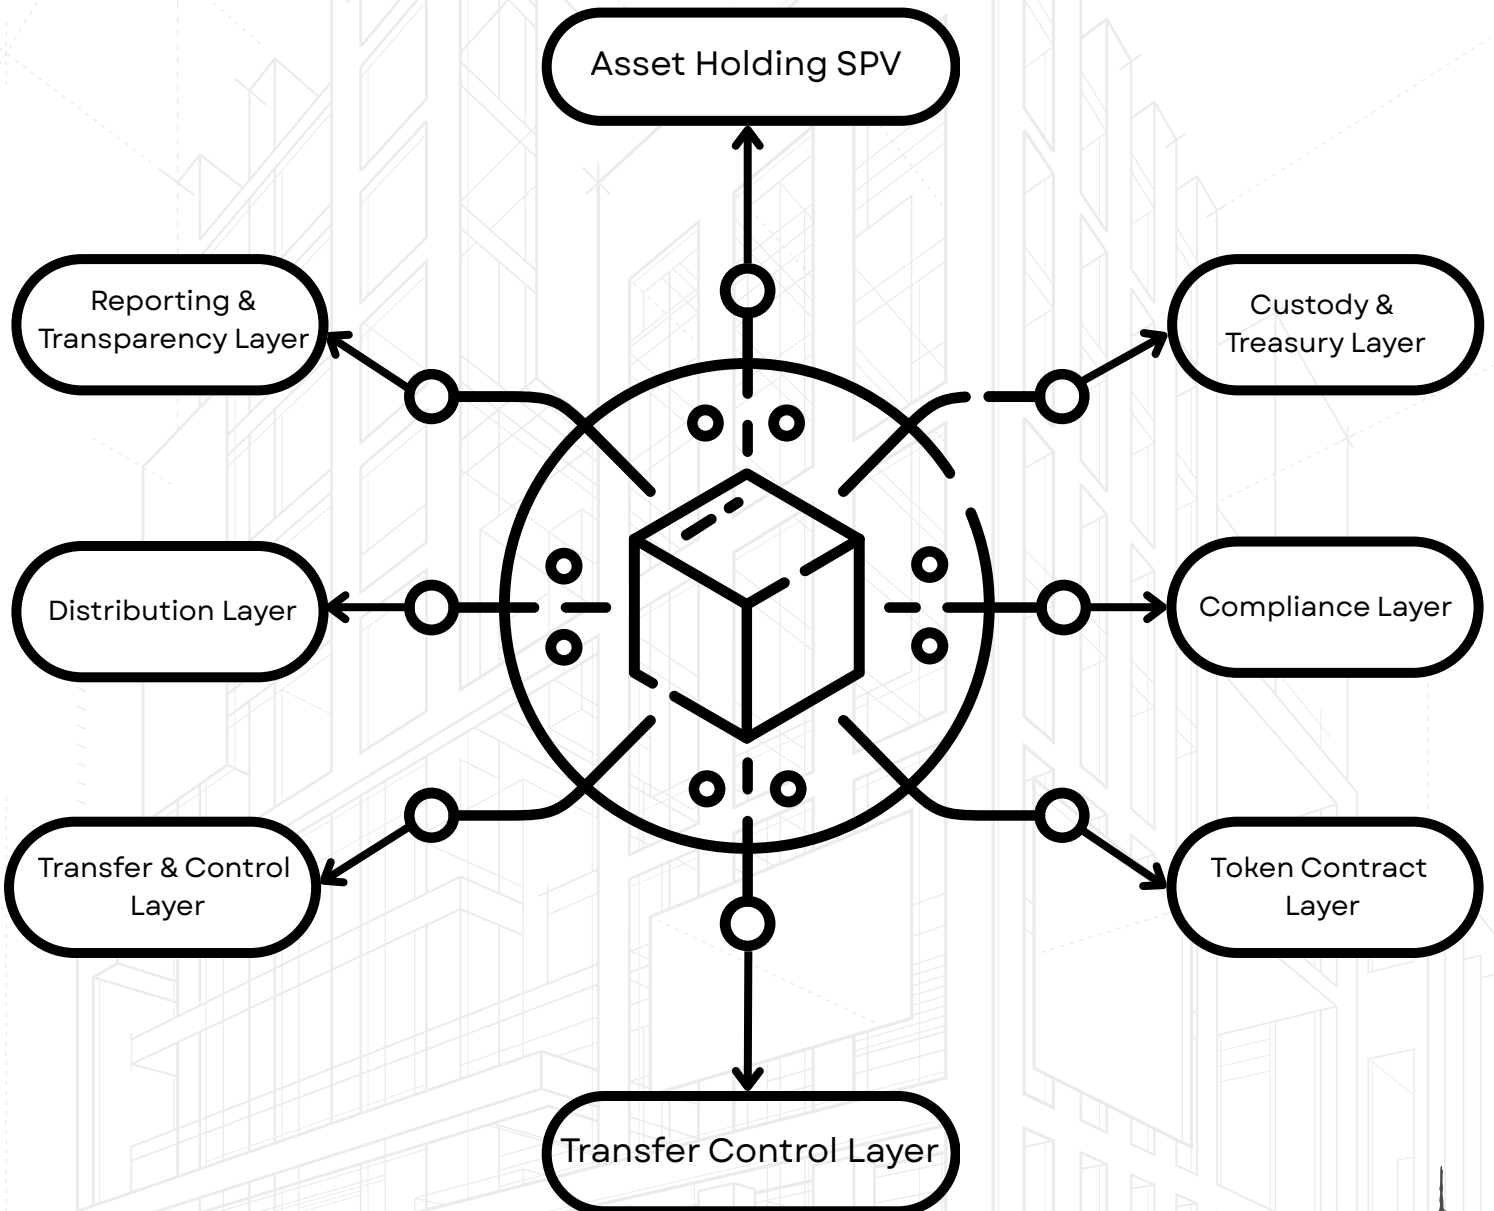 Asset Holding SPV
Reporting &
Transparency Layer
Custody &
Treasury Layer
Distribution Layer
Compliance Layer
Transfer & Control
Layer
Token Contract
Layer
Transfer Control Layer